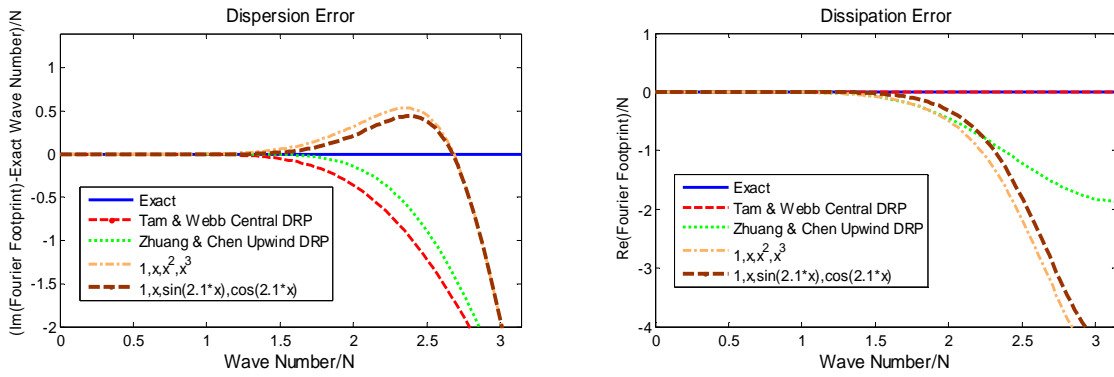 Dispersion Error
(Im(Fourier Footprint)-Exact Wave Number)/N
1
0.5
0
-0.5
-1
-1.5
-2
Exact
Tam & Webb Central DRP
Zhuang & Chen Upwind DRP
1,x,x²,x³
1,x,sin(2.1*x),cos(2.1*x)
0 0.5 1 1.5 2 2.5 3
Wave Number/N
Dissipation Error
Re(Fourier Footprint)/N
1
0
-1
-2
-3
-4
Exact
Tam & Webb Central DRP
Zhuang & Chen Upwind DRP
1,x,x²,x³
1,x,sin(2.1*x),cos(2.1*x)
0 0.5 1 1.5 2 2.5 3
Wave Number/N